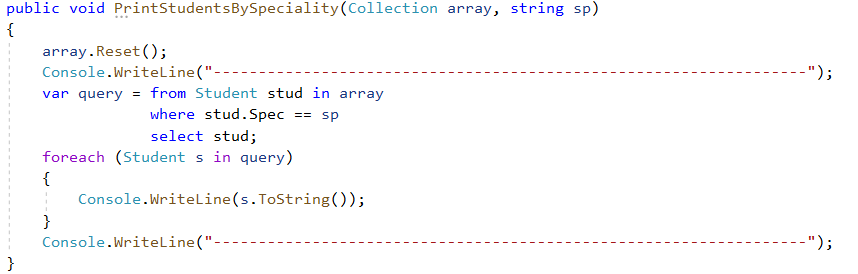 public void PrintStudentsBySpeciality(Collection array, string sp)
{
    array.Reset();
    Console.WriteLine("------------------------------------------------------------------");
    var query = from Student stud in array
                where stud.Spec == sp
                select stud;
    foreach (Student s in query)
    {
        Console.WriteLine(s.ToString());
    }
    Console.WriteLine("------------------------------------------------------------------");
}